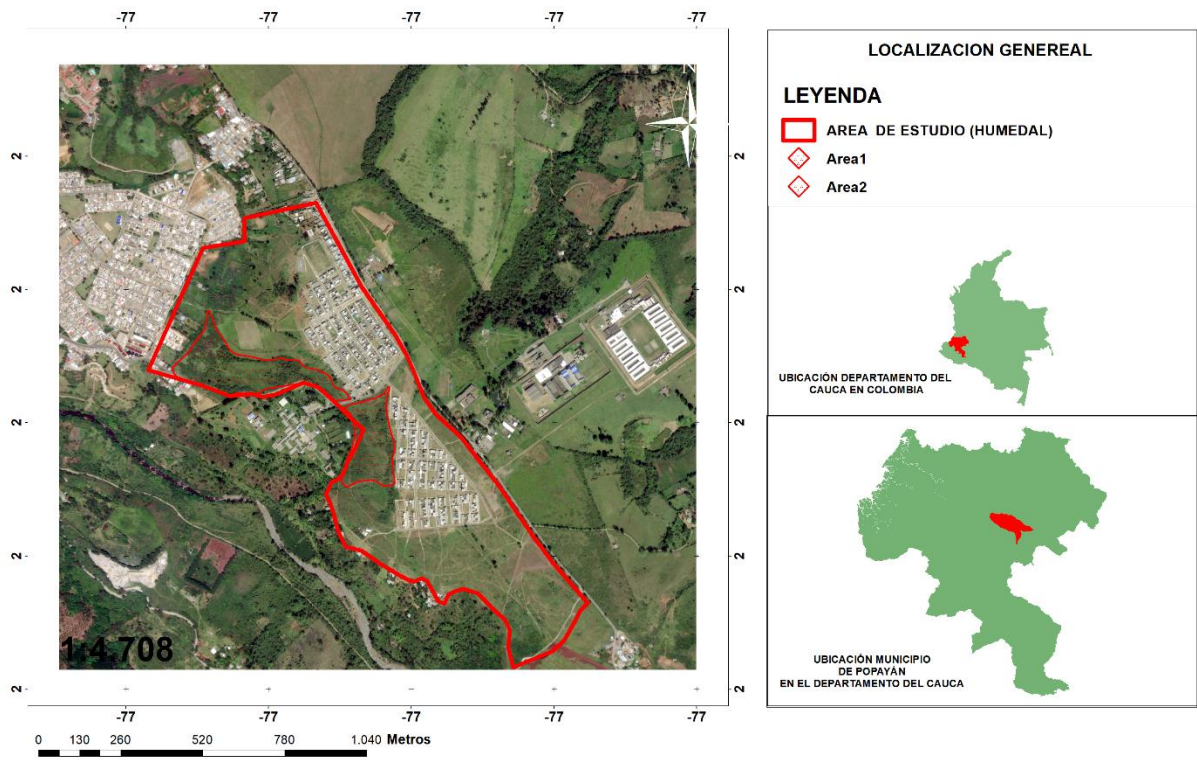 -77 -77 -77 -77 -77
2
2
2
2
2
2
2
2
2
2
1:4.708
-77 -77 -77 -77 -77
0 130 260 520 780 1.040 Metros
LOCALIZACION GENEREAL
LEYENDA
AREA DE ESTUDIO (HUMEDAL)
Area1
Area2
UBICACIÓN DEPARTAMENTO DEL
CAUCA EN COLOMBIA
UBICACIÓN MUNICIPIO
DE POPAYÁN
EN EL DEPARTAMENTO DEL CAUCA